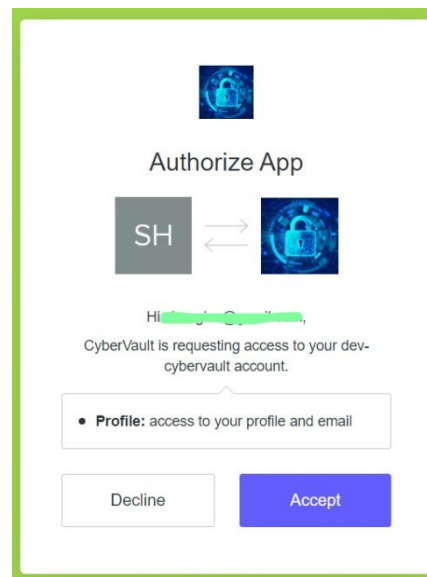 Authorize App
SH
Hi
CyberVault is requesting access to your dev-
cybervault account.
Profile: access to your profile and email
Decline
Accept